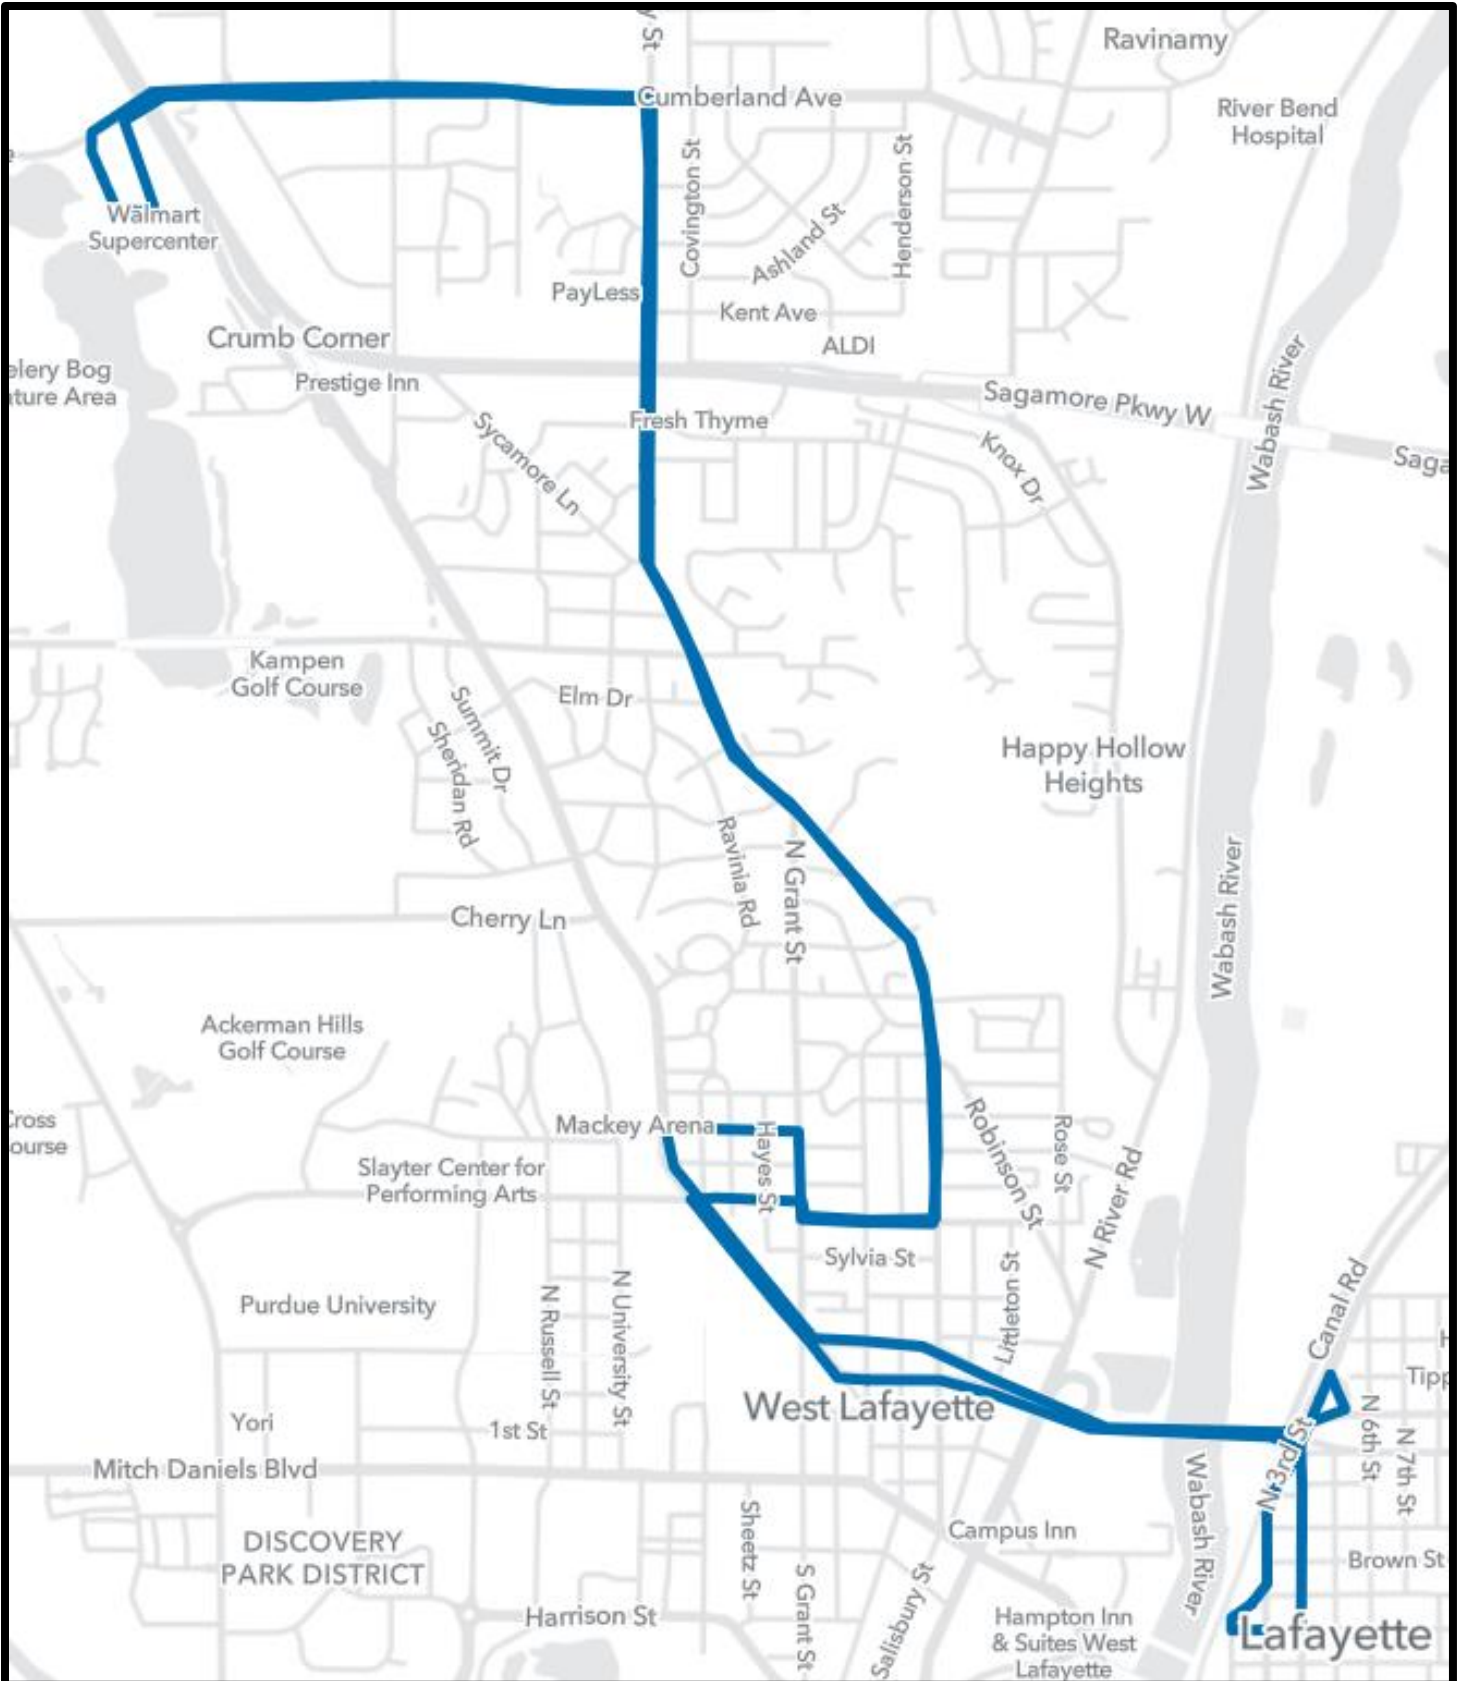 y St
Ravinamy
Cumberland Ave
River Bend
Hospital
Covington St
Henderson St
Ashland St
Walmart
Supercenter
PayLess
Kent Ave
Crumb Corner
ALDI
Wabash River
elery Bog
ature Area
Prestige Inn
Sagamore Pkwy W
Fresh Thyme
Sycamore Ln
Knox Dr
Saga
Kampen
Golf Course
Elm Dr
Summit Dr
Sheridan Rd
Happy Hollow
Heights
Ravinia Rd
N Grant St
Wabash River
Cherry Ln
Ackerman Hills
Golf Course
Cross
ourse
Mackey Arena
Hayes St
Robinson St
Rose St
N River Rd
Slayter Center for
Performing Arts
Sylvia St
Littleton St
Canal Rd
Purdue University
N Russell St
N University St
H
Tipp
West Lafayette
N 6th St
N 7th St
N 3rd St
Yori
1st St
Mitch Daniels Blvd
Wabash River
Sheetz St
Campus Inn
DISCOVERY
PARK DISTRICT
S Grant St
Salisbury St
Brown St
Harrison St
Hampton Inn
& Suites West
Lafayette
Lafayette